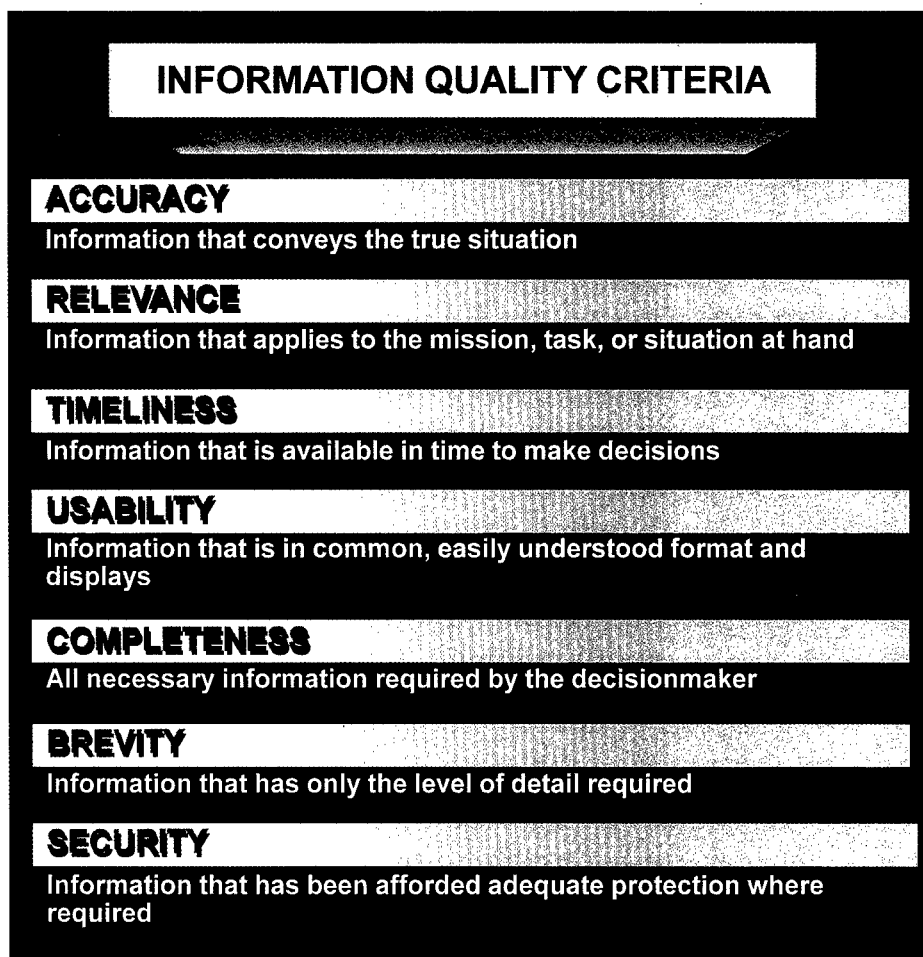 INFORMATION QUALITY CRITERIA
ACCURACY
Information that conveys the true situation
RELEVANCE
Information that applies to the mission, task, or situation at hand
TIMELINESS
Information that is available in time to make decisions
USABILITY
Information that is in common, easily understood format and
displays
COMPLETENESS
All necessary information required by the decisionmaker
BREVITY
Information that has only the level of detail required
SECURITY
Information that has been afforded adequate protection where
required